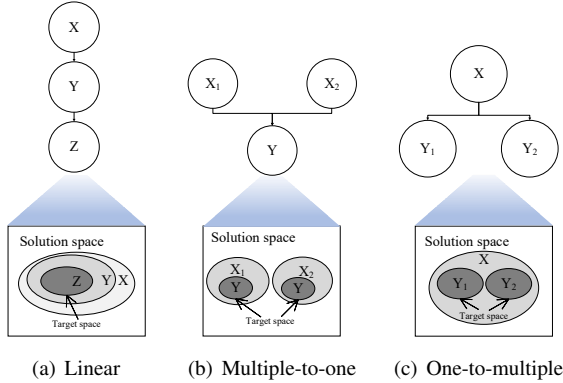 X
Y
Z
Solution space
Z Y X
Target space
(a) Linear
X1 X2
Y
Solution space
X1 X2
Y Y
Target space
(b) Multiple-to-one
X
Y1 Y2
Solution space
X
Y1 Y2
Target space
(c) One-to-multiple